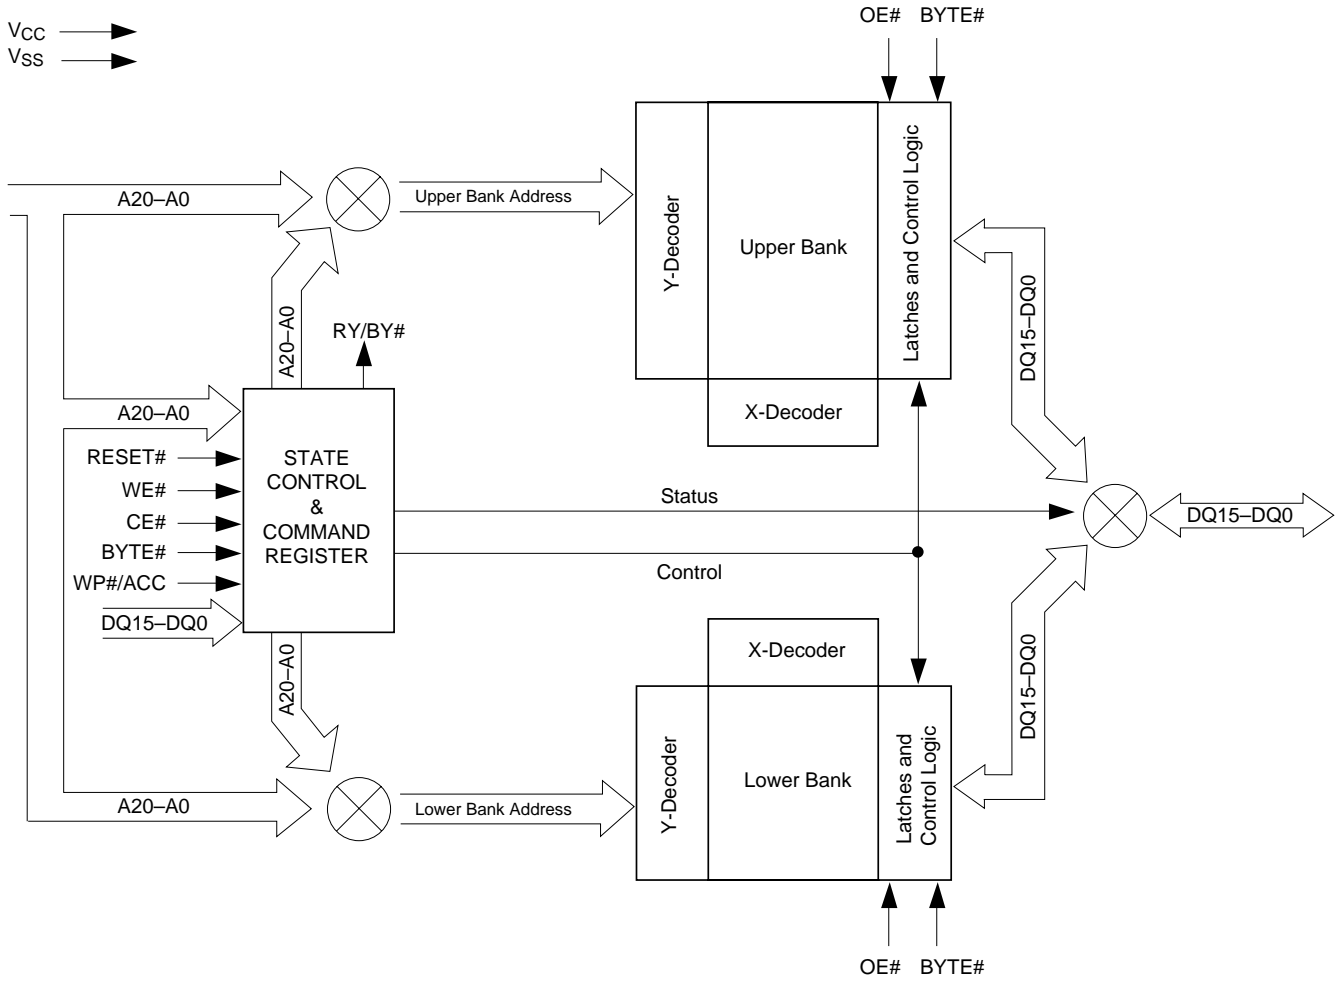 OE# BYTE#
VCC
VSS
A20–A0
Upper Bank Address
Y-Decoder
Upper Bank
Latches and Control Logic
X-Decoder
DQ15–DQ0
A20–A0
RY/BY#
A20–A0
RESET#
WE#
CE#
BYTE#
WP#/ACC
DQ15–DQ0
STATE
CONTROL
&
COMMAND
REGISTER
Status
Control
DQ15–DQ0
A20–A0
X-Decoder
DQ15–DQ0
A20–A0
Lower Bank Address
Y-Decoder
Lower Bank
Latches and
Control Logic
OE# BYTE#